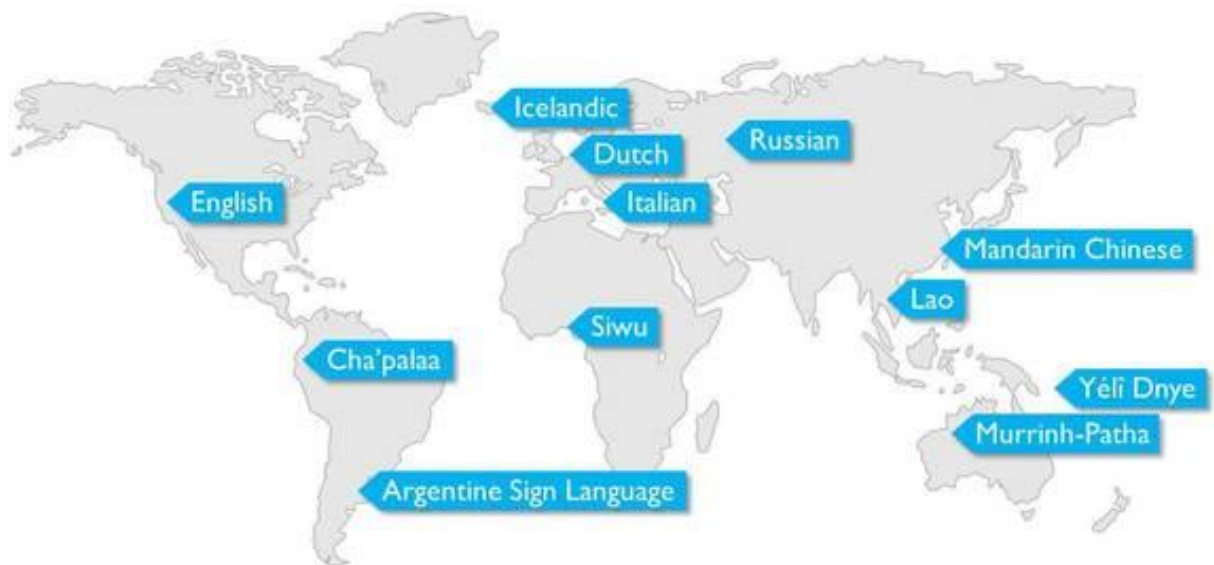 Icelandic
Russian
Dutch
English
Italian
Mandarin Chinese
Lao
Siwu
Cha'palaa
Yélî Dnye
Murrinh-Patha
Argentine Sign Language